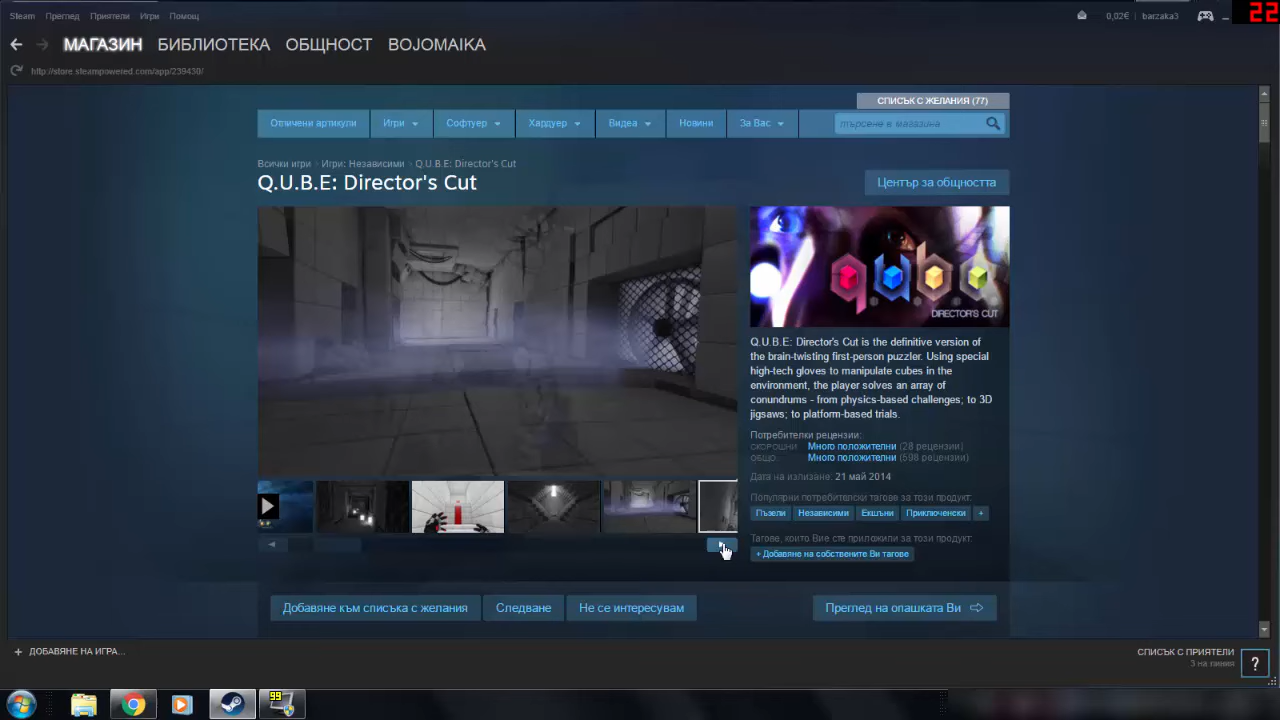 Steam Преглед Приятели Игри Помощ
0,02€ barzaka3
22
МАГАЗИН БИБЛИОТЕКА ОБЩНОСТ BOJOMAIKA
http://store.steampowered.com/app/239430/
СПИСЪК С ЖЕЛАНИЯ (77)
Отличени артикули Игри Софтуер Хардуер Видеа Новини За Вас търсене в магазина
Всички игри > Игри: Независими > Q.U.B.E: Director's Cut
Q.U.B.E: Director's Cut
Център за общността
q.u.b.e
DIRECTOR'S CUT
Q.U.B.E: Director's Cut is the definitive version of
the brain-twisting first-person puzzler. Using special
high-tech gloves to manipulate cubes in the
environment, the player solves an array of
conundrums - from physics-based challenges; to 3D
jigsaws; to platform-based trials.
Потребителки рецензии:
СКОРОШНИ: Много положителни (28 рецензии)
ОБЩО: Много положителни (598 рецензии)
Дата на излизане: 21 май 2014
Популярни потребителски тагове за този продукт:
Пъзели Независими Екшъни Приключенски +
Тагове, които Вие сте приложили за този продукт:
+ Добавяне на собствените Ви тагове
Добавяне към списъка с желания Следване Не се интересувам Преглед на опашката Ви
+ ДОБАВЯНЕ НА ИГРА...
СПИСЪК С ПРИЯТЕЛИ
3 на линия
?
99